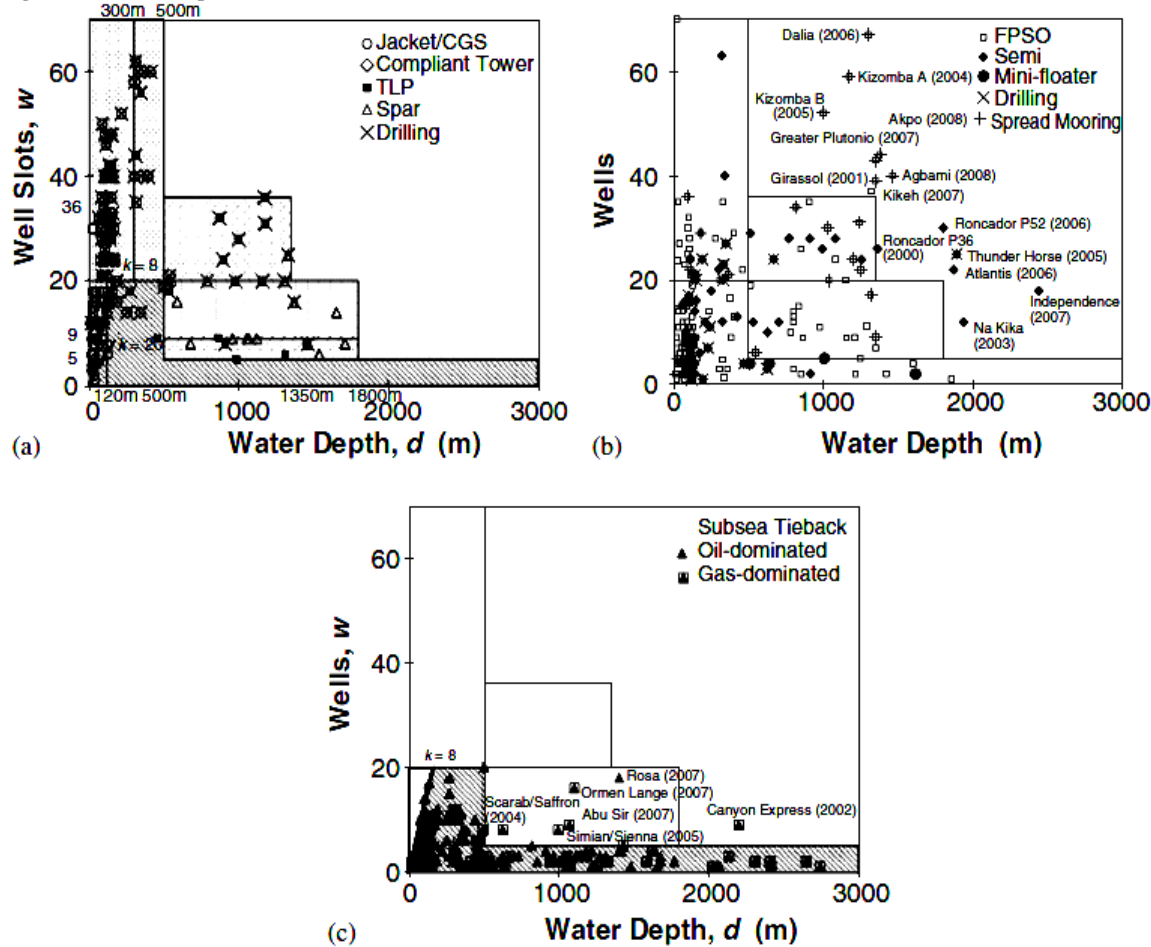 300m 500m
Jacket/CGS
Compliant Tower
TLP
Spar
Drilling
Well Slots, w
60
40
36
20
9
5
0
k = 8
k = 20
0 120m 500m 1000 1350m 1800m 2000 3000
Water Depth, d (m)
(a)
FPSO
Semi
Mini-floater
Drilling
Spread Mooring
Dalia (2006)
Kizomba A (2004)
Kizomba B
(2005)
Akpo (2008)
Greater Plutonio (2007)
Girassol (2001)
Agbami (2008)
Kikeh (2007)
Roncador P52 (2006)
Roncador P36
(2000)
Thunder Horse (2005)
Atlantis (2006)
Independence
(2007)
Na Kika
(2003)
Wells
60
40
20
0
0 1000 2000 3000
Water Depth (m)
(b)
Subsea Tieback
Oil-dominated
Gas-dominated
Wells, w
60
40
20
0
k = 8
Rosa (2007)
Ormen Lange (2007)
Scarab/Saffron
(2004)
Abu Sir (2007)
Simian/Sienna (2005)
Canyon Express (2002)
0 1000 2000 3000
Water Depth, d (m)
(c)